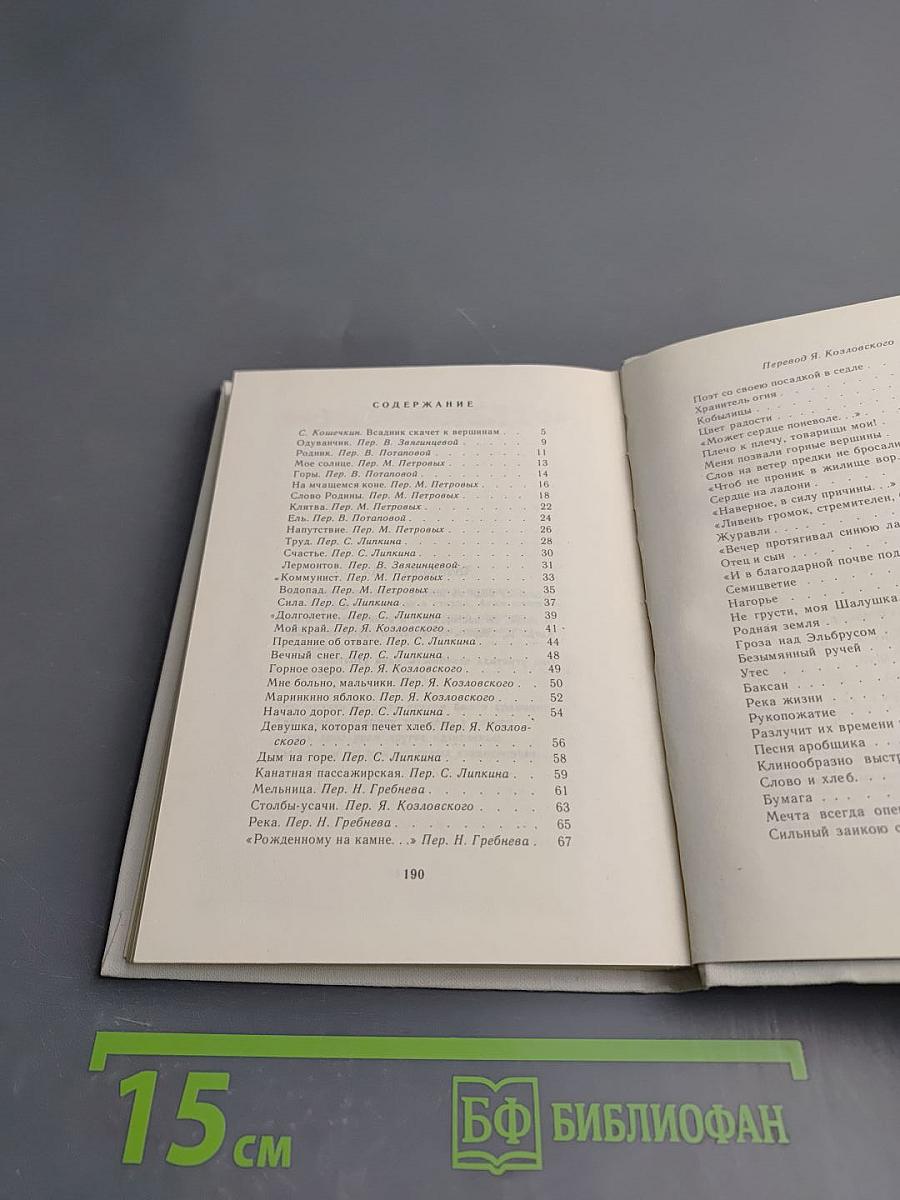 СОДЕРЖАНИЕ
С. Кошечкин. Всадник скачет к вершинам . . 5
Одуванчик. Пер. В. Звягинцевой . . . . . . 9
Родник. Пер. В. Потаповой . . . . . . . . 11
Мое солнце. Пер. М. Петровых . . . . . . . 13
Горы. Пер. В. Потаповой . . . . . . . . . 14
На мчащемся коне. Пер. М. Петровых . . . . 16
Слово Родины. Пер. М. Петровых . . . . . . 18
Клятва. Пер. М. Петровых . . . . . . . . 22
Ель. Пер. В. Потаповой . . . . . . . . . 24
Напутствие. Пер. М. Петровых . . . . . . . 26
Труд. Пер. С. Липкина . . . . . . . . . 28
Счастье. Пер. С. Липкина . . . . . . . . 30
Лермонтов. Пер. В. Звягинцевой . . . . . . 31
Коммунист. Пер. М. Петровых . . . . . . . 33
Водопад. Пер. М. Петровых . . . . . . . . 35
Сила. Пер. С. Липкина . . . . . . . . . 37
Долголетие. Пер. С. Липкина . . . . . . . 39
Мой край. Пер. Я. Козловского . . . . . . 41
Предание об отваге. Пер. С. Липкина . . . . 44
Вечный снег. Пер. С. Липкина . . . . . . . 48
Горное озеро. Пер. Я. Козловского . . . . . 49
Мне больно, мальчики. Пер. Я. Козловского . . 50
Маринкино яблоко. Пер. Я. Козловского . . . . 52
Начало дорог. Пер. С. Липкина . . . . . . . 54
Девушка, которая печет хлеб. Пер. Я. Козлов-
ского . . . . . . . . . . . . . 56
Дым на горе. Пер. С. Липкина . . . . . . . 58
Канатная пассажирская. Пер. С. Липкина . . 59
Мельница. Пер. Н. Гребнева . . . . . . . 61
Столбы-усачи. Пер. Я. Козловского . . . . 63
Река. Пер. Н. Гребнева . . . . . . . . . 65
«Рожденному на камне. . .» Пер. Н. Гребнева . 67
190
Перевод Я. Козловского
Поэт со своею посадкой в седле . .
Хранитель огня . . . . . .
Кобылицы . . . . . . .
Цвет радости . . . . . .
«Может сердце поневоле. . .» .
Плечо к плечу, товарищи мои! . .
Меня позвали горные вершины .
Слов на ветер предки не бросали
«Чтоб не проник в жилище вор. .
Сердце на ладони . . . . .
«Наверное, в силу причины. . .»
«Ливень громок, стремителен,
Журавли . . . . . . .
«Вечер протягивал синюю
Отец и сын . . . . . .
«И в благодарной почве
Семицветие . . . . . .
Нагорье . . . . . . .
Не грусти, моя Шалушка.
Родная земля . . . . .
Гроза над Эльбрусом . .
Безымянный ручей . . .
Утес . . . . . . .
Баксан . . . . . .
Река жизни . . . . .
Рукопожатие . . . . .
Разлучит их времени
Песня аробщика . . .
Клинообразно
Слово и хлеб. . . .
Бумага . . . . .
Мечта всегда
Сильный заикою
15 см
БФ БИБЛИОФАН